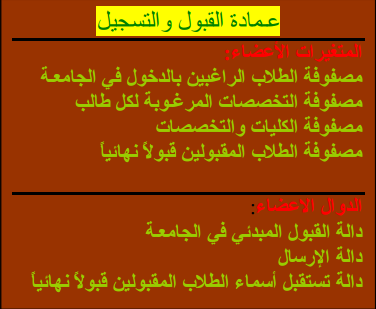 عمادة القبول والتسجيل
المتغيرات الأعضاء:
مصفوفة الطلاب الراغبين بالدخول في الجامعة
مصفوفة التخصصات المرغوبة لكل طالب
مصفوفة الكليات والتخصصات
مصفوفة الطلاب المقبولين قبولاً نهائياً
الدوال الأعضاء:
دالة القبول المبدئي في الجامعة
دالة الإرسال
دالة تستقبل أسماء الطلاب المقبولين قبولاً نهائياً